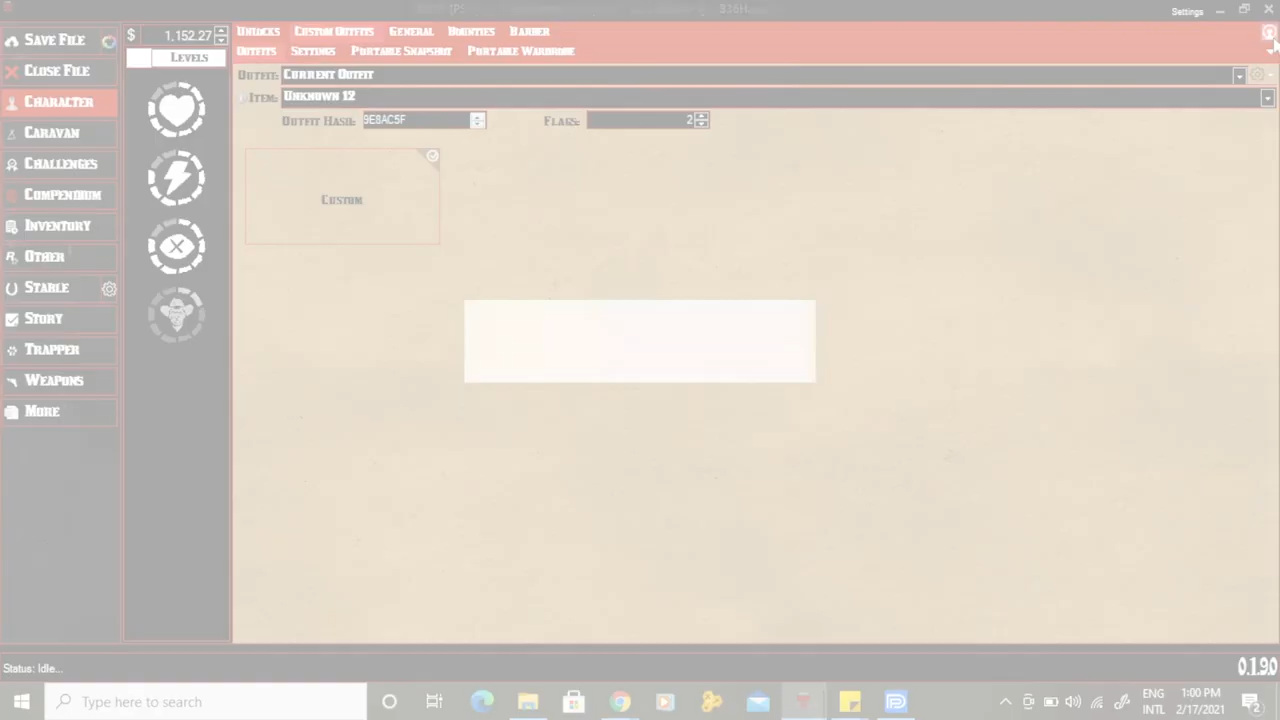 Settings
SAVE FILE
CLOSE FILE
CHARACTER
CARAVAN
CHALLENGES
COMPENDIUM
INVENTORY
OTHER
STABLE
STORY
TRAPPER
WEAPONS
MORE
$ 1,152.27
LEVELS
UNLOCKS CUSTOM OUTFITS GENERAL BOUNTIES BARBER
OUTFITS SETTINGS PORTABLE SNAPSHOT PORTABLE WARDROBE
OUTFIT: CURRENT OUTFIT
ITEM: UNKNOWN 12
OUTFIT HASH: 9E8AC5F FLAGS: 2
CUSTOM
Status: Idle...
0.1.9.0
Type here to search
ENG
INTL
1:00 PM
2/17/2021
2